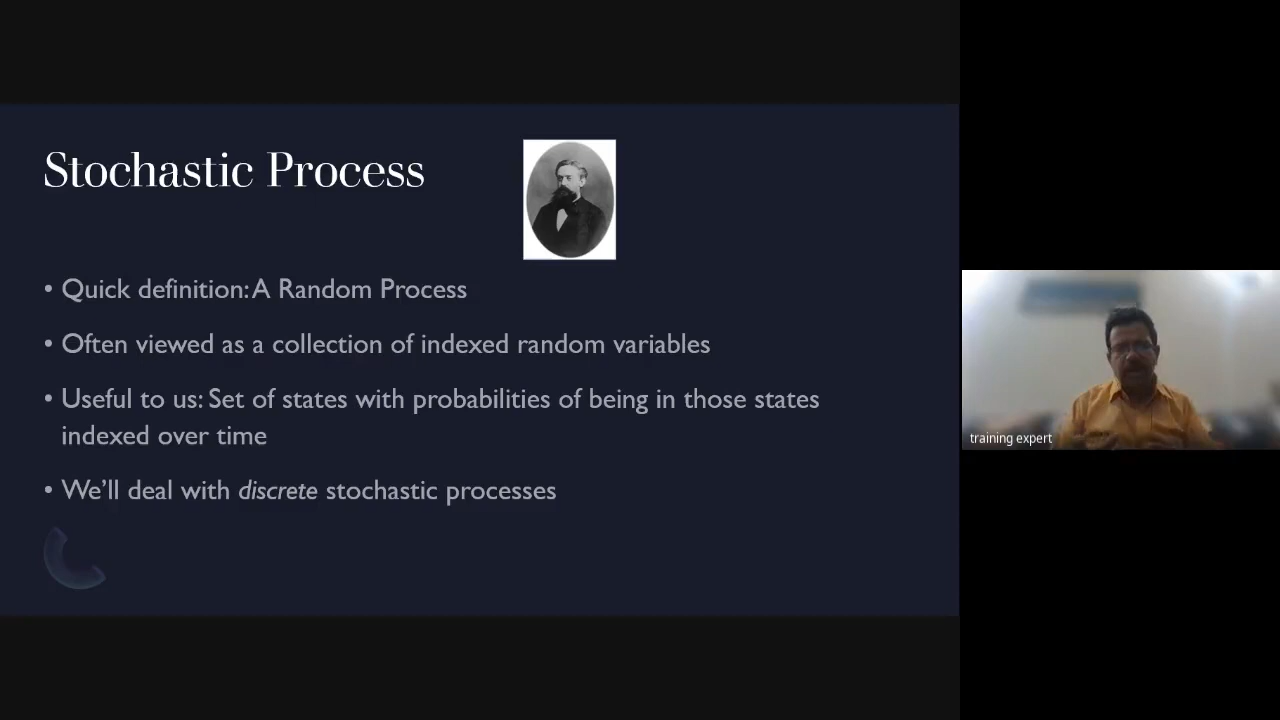 Stochastic Process
• Quick definition: A Random Process
• Often viewed as a collection of indexed random variables
• Useful to us: Set of states with probabilities of being in those states
indexed over time
• We'll deal with discrete stochastic processes
training expert